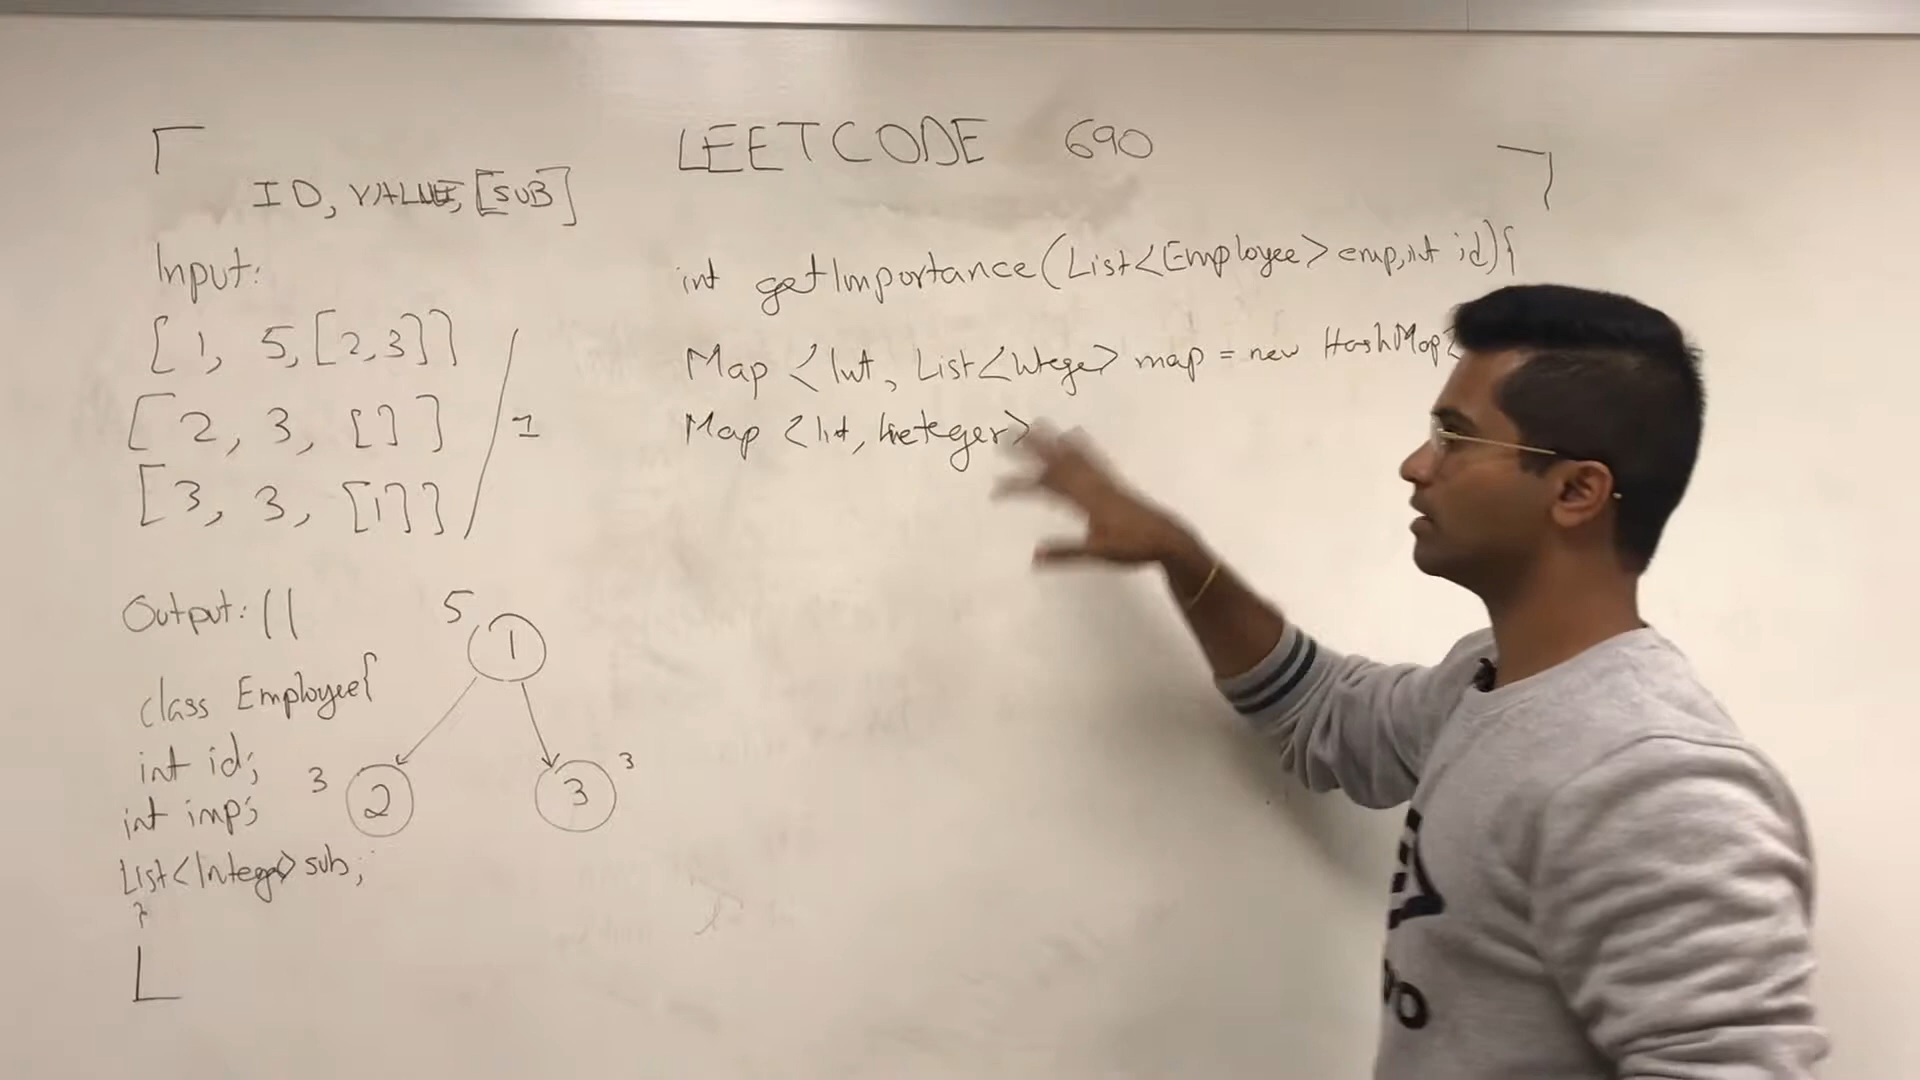 LEETCODE 690
ID, VALUE, [SUB]
Input:
[1, 5, [2,3]]
[2, 3, []]
[3, 3, []]]
/ 1
Output: 11
5
1
3
2
3
3
class Employee{
int id;
int imp;
List<Integer> sub;
}
int getImportance(List<Employee> emp, int id){
Map <Int, List<Integer> map = new HashMap
Map <Int, Integer>